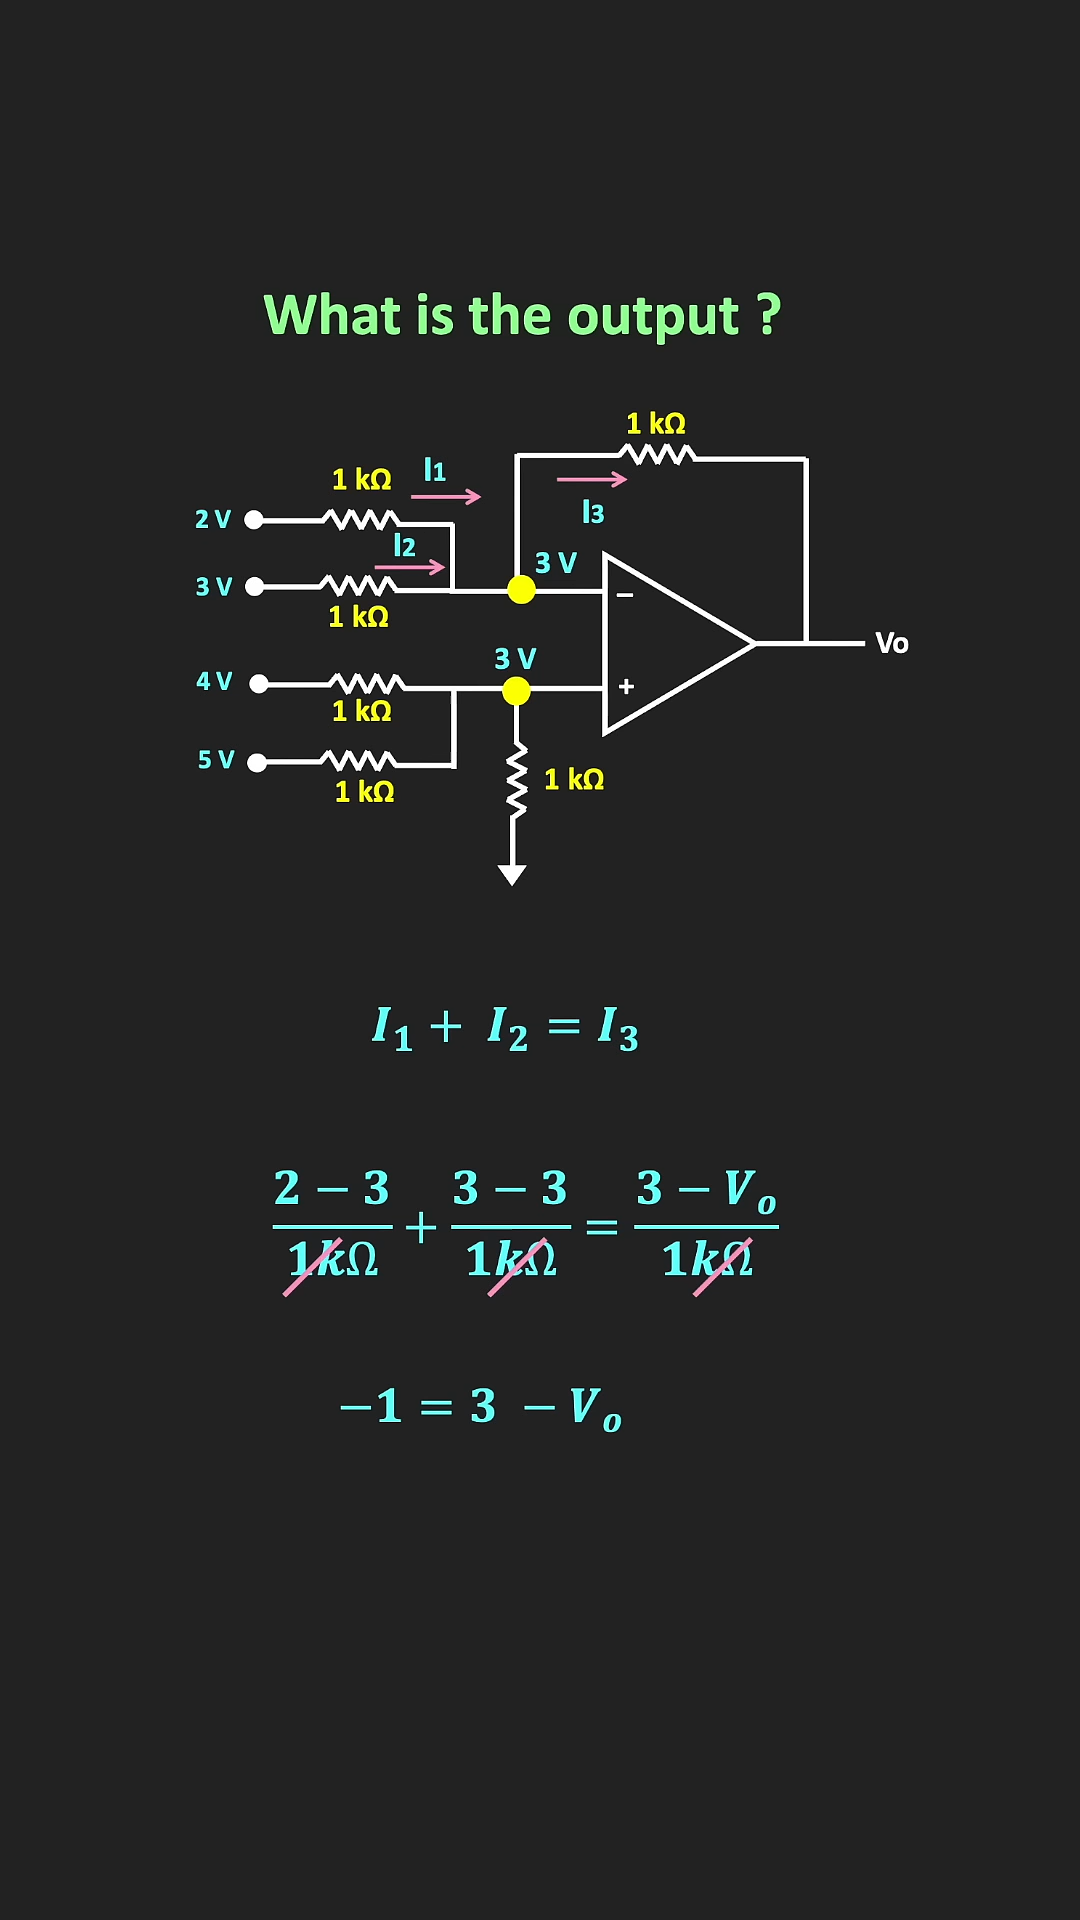 What is the output ?
1 kΩ
1 kΩ
I1
I3
2 V
I2
3 V
3 V
1 kΩ
−
Vo
3 V
4 V
+
1 kΩ
5 V
1 kΩ
1 kΩ
I₁ + I₂ = I₃
2 − 3 / 1kΩ + 3 − 3 / 1kΩ = 3 − Vₒ / 1kΩ
−1 = 3 − Vₒ